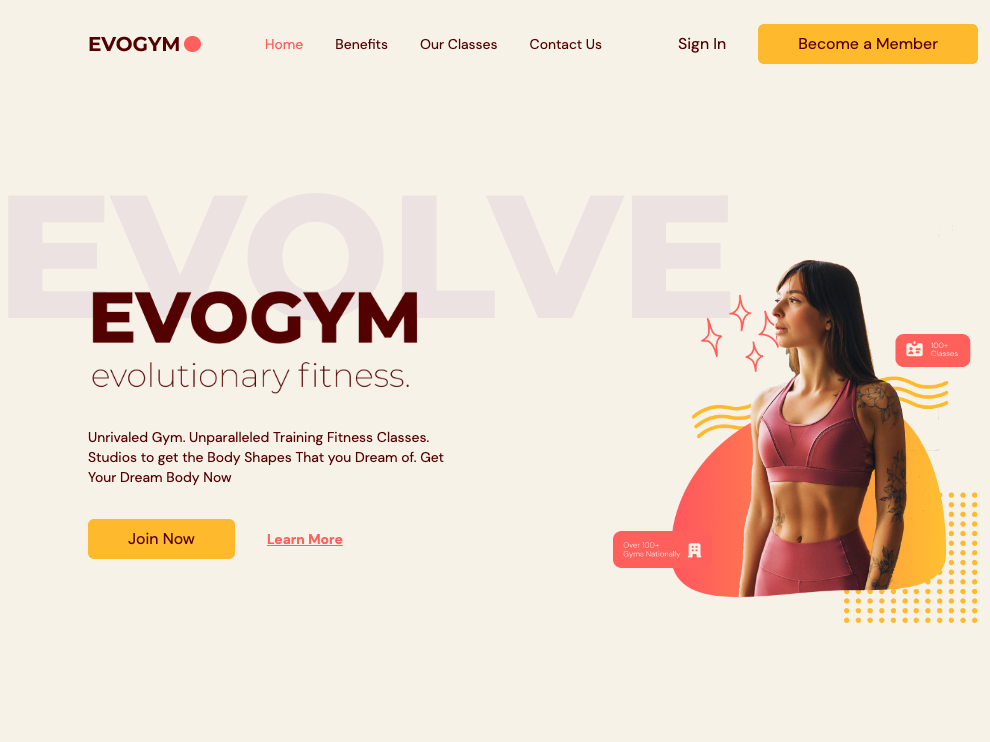 EVOGYM
Home
Benefits
Our Classes
Contact Us
Sign In
Become a Member
EVOLVE
EVOGYM
evolutionary fitness.
100+
Classes
Unrivaled Gym. Unparalleled Training Fitness Classes.
Studios to get the Body Shapes That you Dream of. Get
Your Dream Body Now
Join Now
Learn More
Over 100+
Gyms Nationally